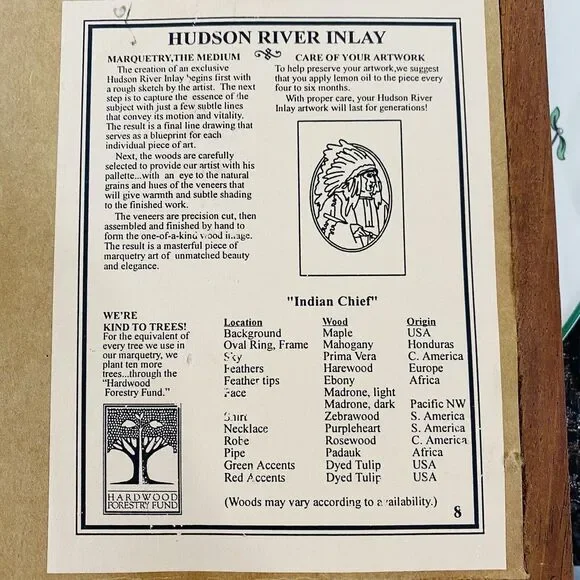 HUDSON RIVER INLAY
MARQUETRY,THE MEDIUM
The creation of an exclusive
Hudson River Inlay begins first with
a rough sketch by the artist. The next
step is to capture the essence of the
subject with just a few subtle lines
that convey its motion and vitality.
The result is a final line drawing that
serves as a blueprint for each
individual piece of art.
Next, the woods are carefully
selected to provide our artist with his
pallette...with an eye to the natural
grains and hues of the veneers that
will give warmth and subtle shading
to the finished work.
The veneers are precision cut, then
assembled and finished by hand to
form the one-of-a-kind wood image.
The result is a masterful piece of
marquetry art of unmatched beauty
and elegance.
CARE OF YOUR ARTWORK
To help preserve your artwork,we suggest
that you apply lemon oil to the piece every
four to six months.
With proper care, your Hudson River
Inlay artwork will last for generations!
WE'RE
KIND TO TREES!
For the equivalent of
every tree we use in
our marquetry, we
plant ten more
trees...through the
"Hardwood
Forestry Fund."
HARDWOOD
FORESTRY FUND
"Indian Chief"
Location Wood Origin
Background Maple USA
Oval Ring, Frame Mahogany Honduras
Sky Prima Vera C. America
Feathers Harewood Europe
Feather tips Ebony Africa
Face Madrone, light
Madrone, dark Pacific NW
Shirt Zebrawood S. America
Necklace Purpleheart S. America
Robe Rosewood C. America
Pipe Padauk Africa
Green Accents Dyed Tulip USA
Red Accents Dyed Tulip USA
(Woods may vary according to availability.)
8